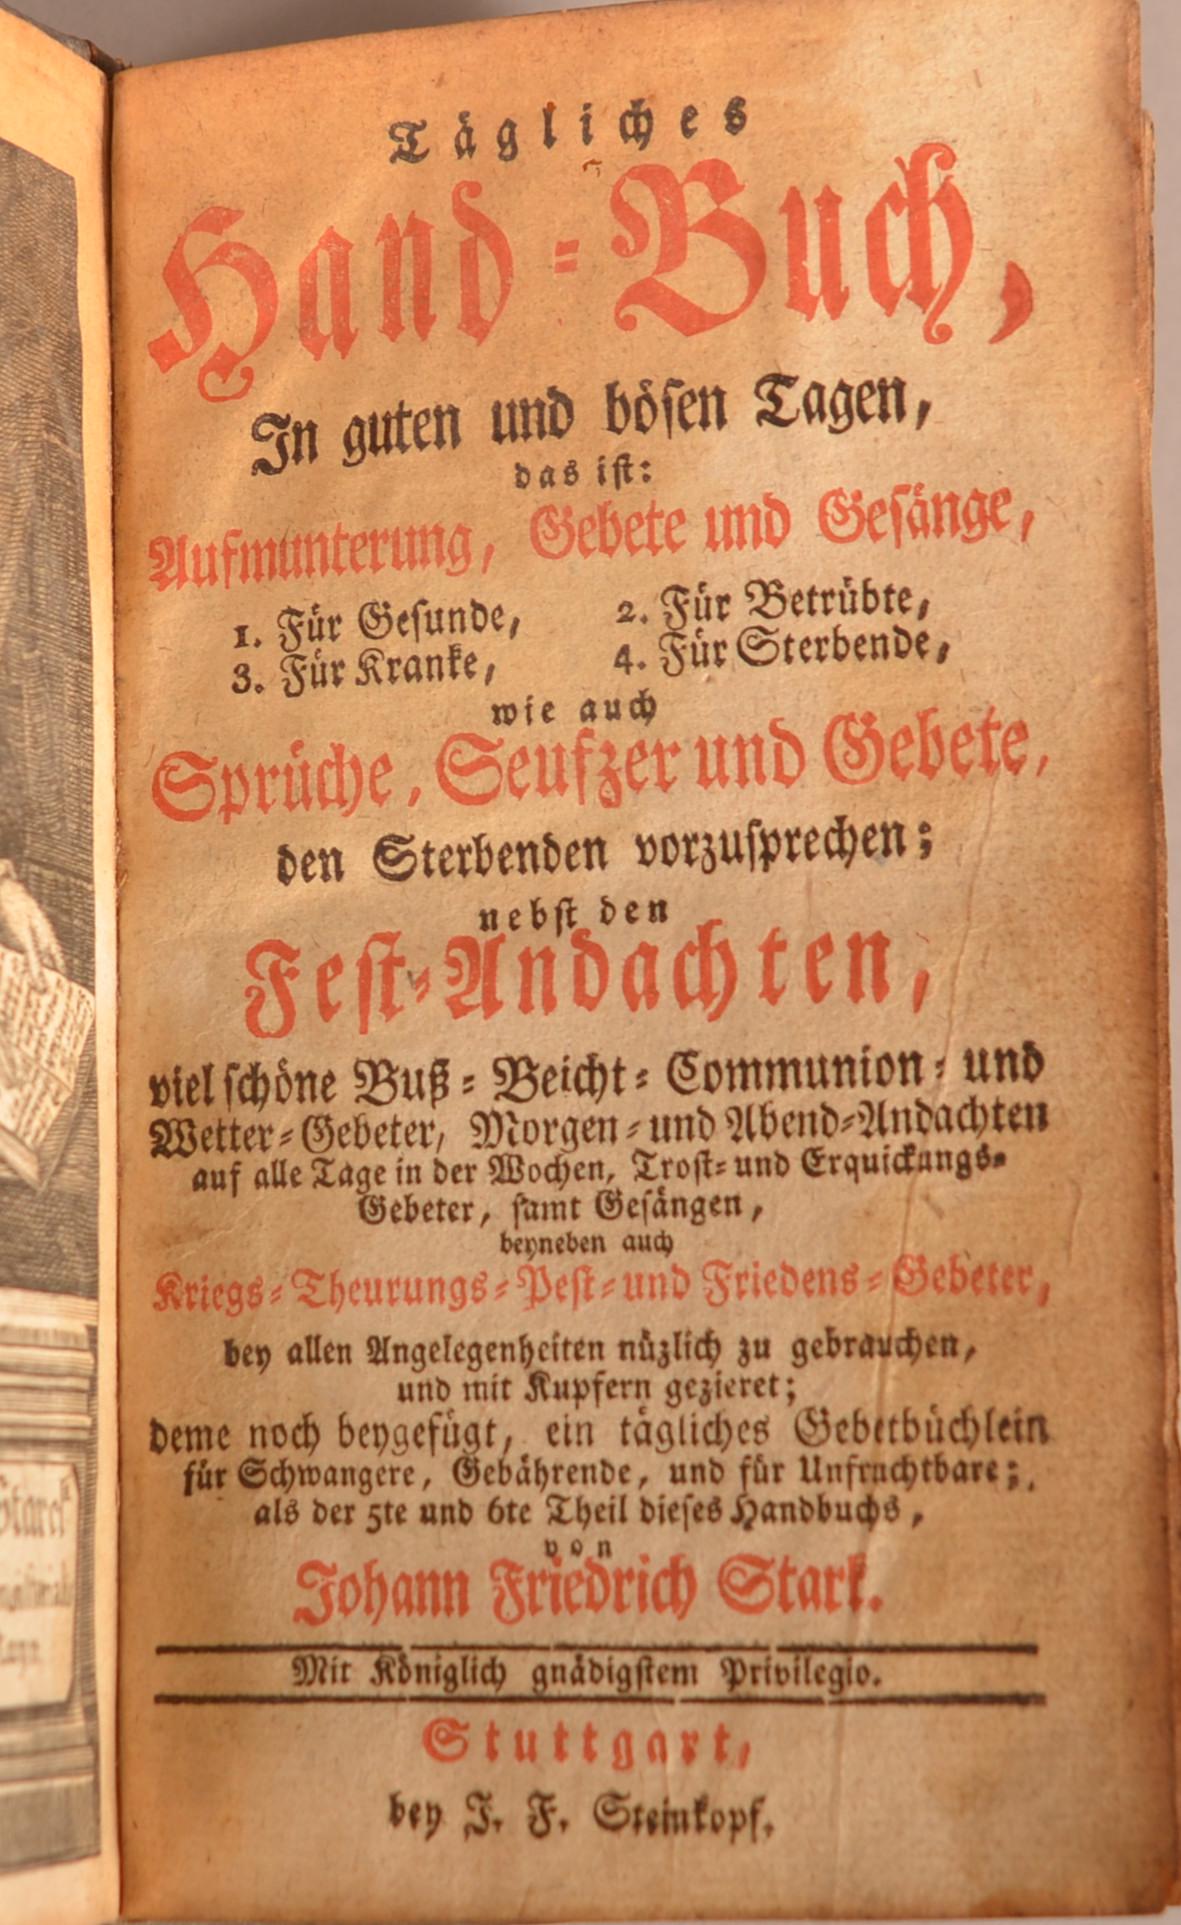 Tägliches
Hand-Buch,
In guten und bösen Tagen,
das ist:
Aufmunterung, Gebete und Gesänge,
1. Für Gesunde, 2. Für Betrübte,
3. Für Kranke, 4. Für Sterbende,
wie auch
Sprüche, Seufzer und Gebete,
den Sterbenden vorzusprechen;
nebst den
Fest-Andachten,
viel schöne Buß-Beicht-Communion-und
Wetter-Gebeter, Morgen-und Abend-Andachten
auf alle Tage in der Wochen, Trost-und Erquickungs-
Gebeter, samt Gesängen,
beyneben auch
Kriegs-Theurungs-Pest-und Friedens-Gebeter,
bey allen Angelegenheiten nüzlich zu gebrauchen,
und mit Kupfern gezieret;
deme noch beygefügt, ein tägliches Gebetbüchlein
für Schwangere, Gebährende, und für Unfruchtbare;
als der 5te und 6te Theil dieses Handbuchs,
von
Johann Friedrich Stark.
Mit Königlich gnädigstem Privilegio.
Stuttgart,
bey J. F. Steinkopf.
Starck